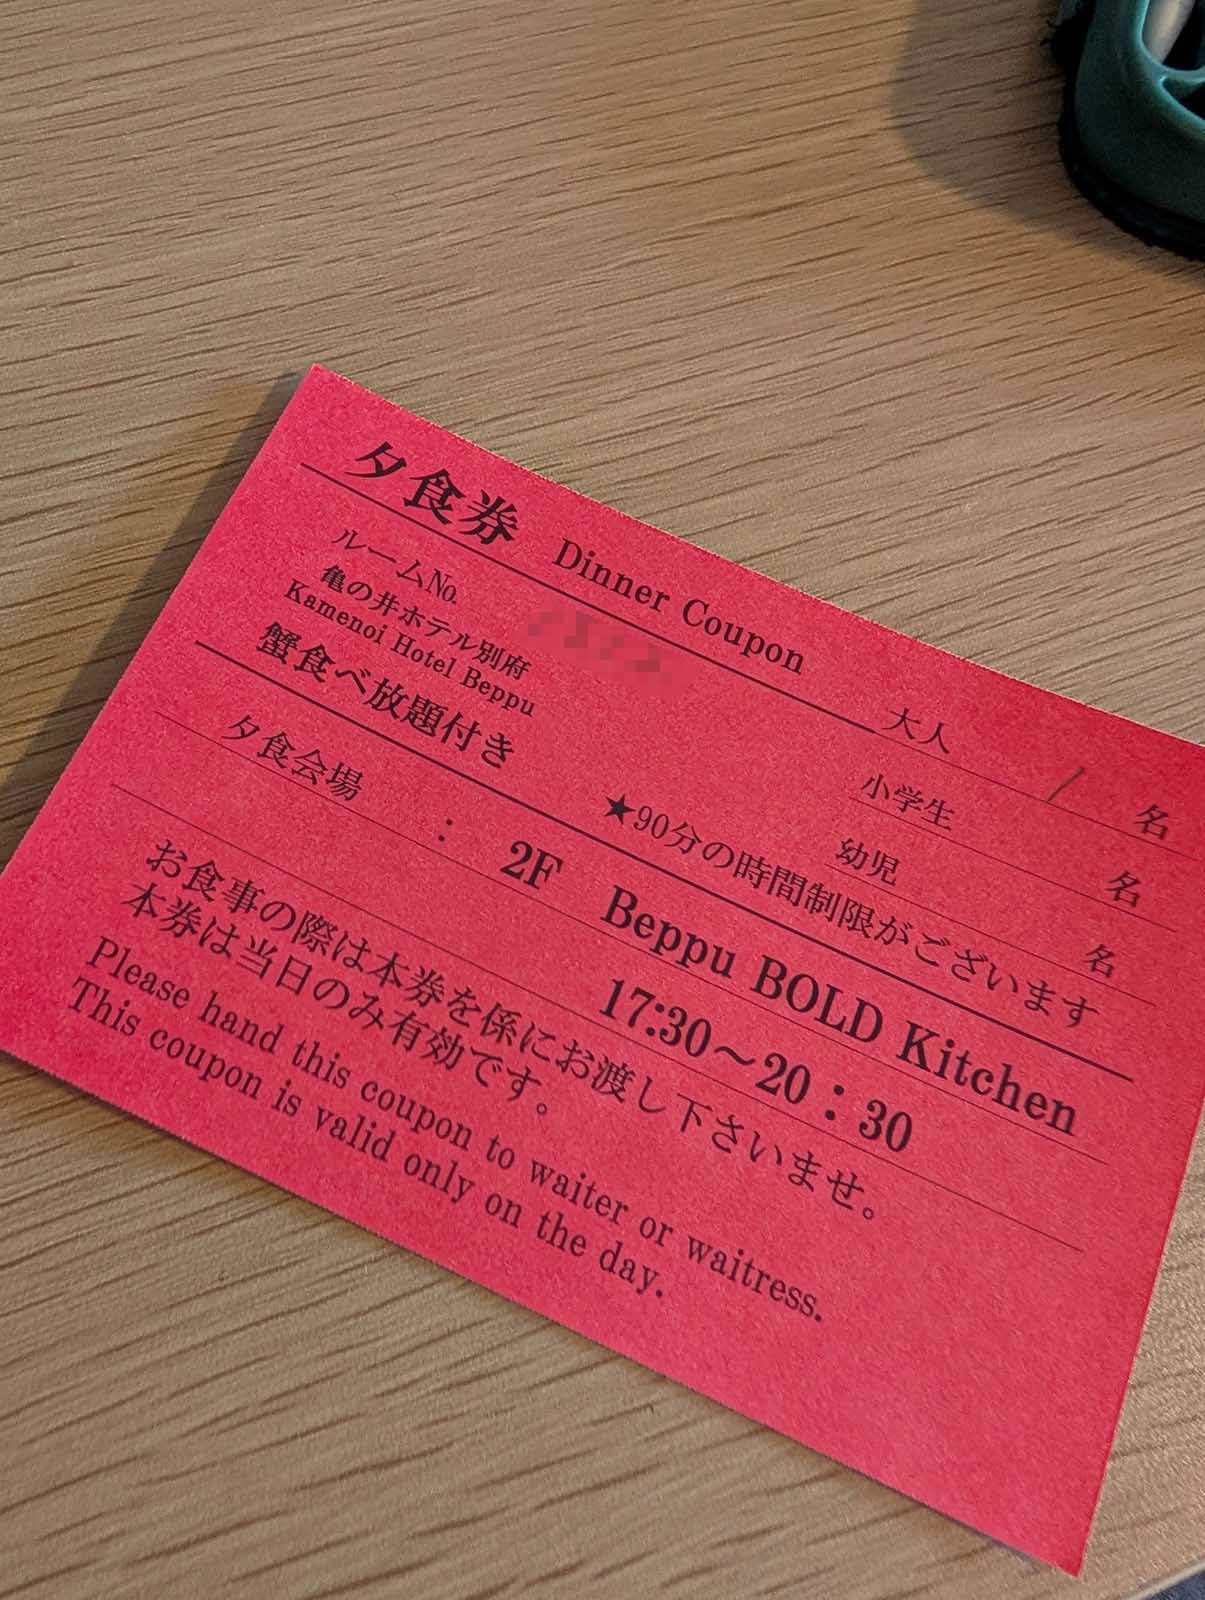 夕食券 Dinner Coupon
ルームNo.
大人 1 名
亀の井ホテル別府
Kamenoi Hotel Beppu
小学生 名
蟹食べ放題付き
幼児 名
★90分の時間制限がございます
夕食会場 : 2F Beppu BOLD Kitchen
17:30～20：30
お食事の際は本券を係にお渡し下さいませ。
本券は当日のみ有効です。
Please hand this coupon to waiter or waitress.
This coupon is valid only on the day.